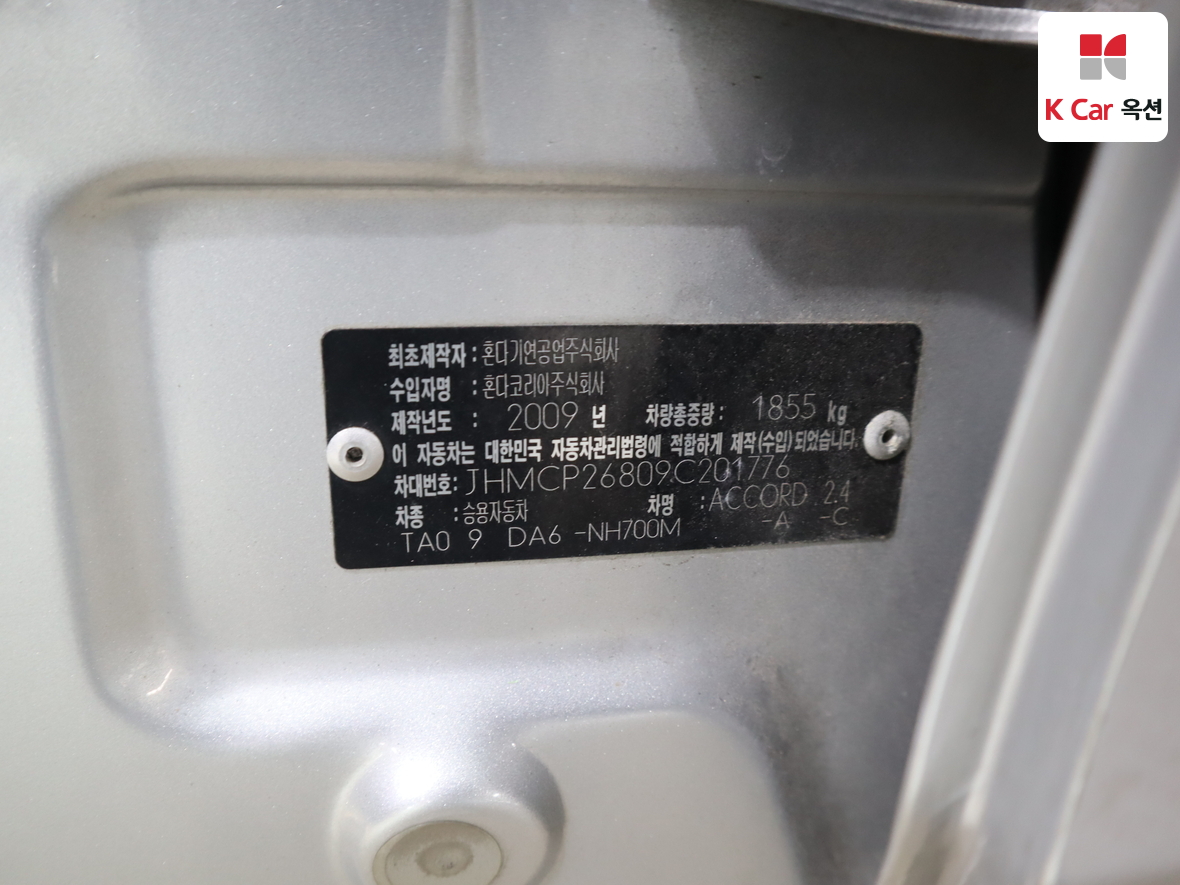 K Car 옥션
최초제작자 : 혼다기연공업주식회사
수입자명 : 혼다코리아주식회사
제작년도 : 2009 년 차량총중량 : 1855 kg
이 자동차는 대한민국 자동차관리법령에 적합하게 제작(수입)되었습니다.
차대번호: JHMCP26809C201776
차종 : 승용자동차 차명 : ACCORD 2.4
TA0 9 DA6 -NH700M -A -C